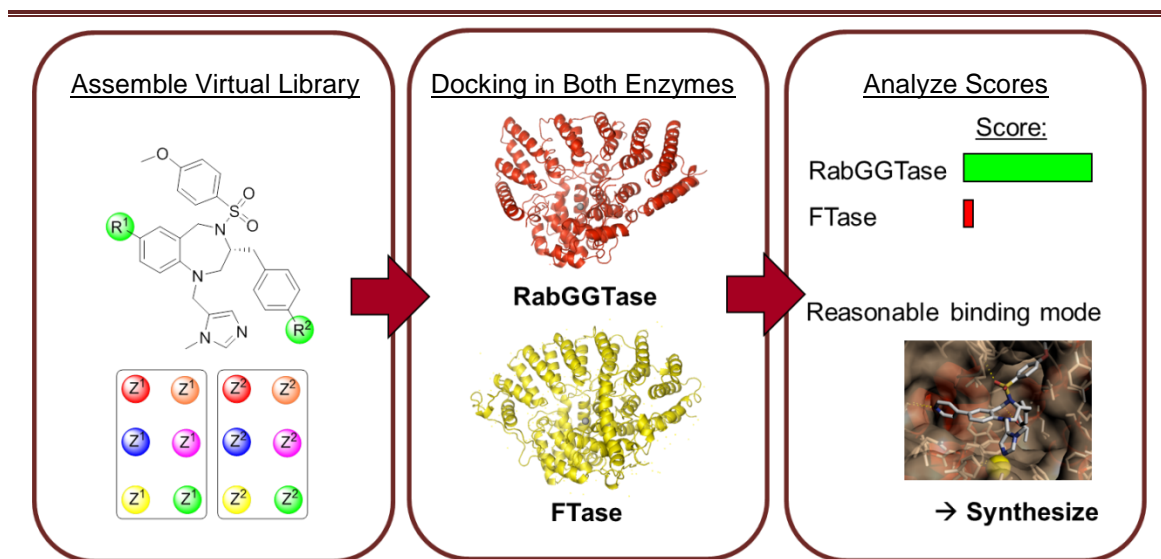 Assemble Virtual Library
O
S
O
O
R¹
N
N
R²
N
N
Z¹ Z¹ Z² Z²
Z¹ Z¹ Z² Z²
Z¹ Z¹ Z² Z²
Docking in Both Enzymes
RabGGTase
FTase
Analyze Scores
Score:
RabGGTase
FTase
Reasonable binding mode
→ Synthesize